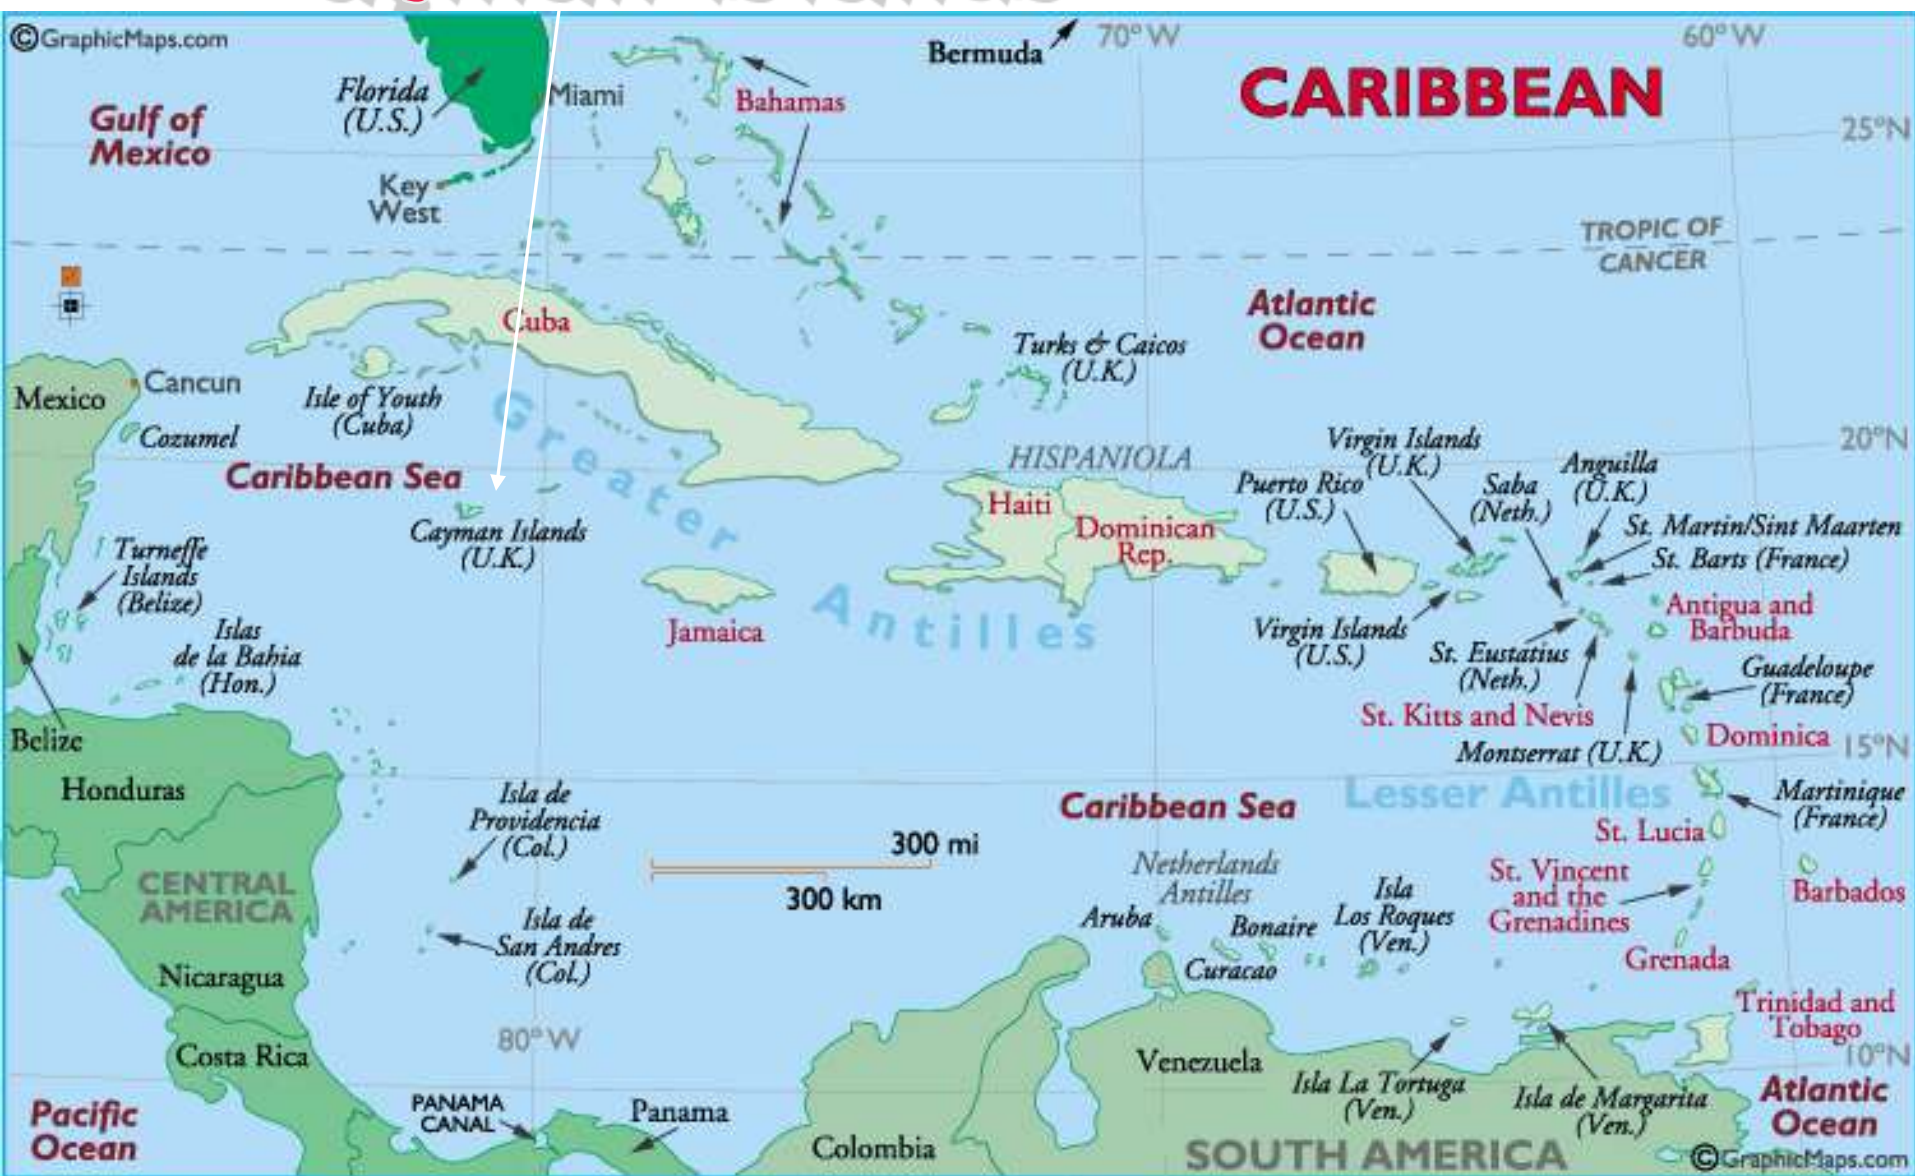 ©GraphicMaps.com
Bermuda
70°W
60°W
CARIBBEAN
Florida
(U.S.)
Miami
Bahamas
Gulf of
Mexico
25°N
Key
West
TROPIC OF
CANCER
Cuba
Atlantic
Ocean
Turks & Caicos
(U.K.)
Mexico
Cancun
Isle of Youth
(Cuba)
Cozumel
Greater
Antilles
20°N
Caribbean Sea
HISPANIOLA
Virgin Islands
(U.K.)
Anguilla
(U.K.)
Puerto Rico
(U.S.)
Saba
(Neth.)
Haiti
Dominican
Rep.
St. Martin/Sint Maarten
St. Barts (France)
Cayman Islands
(U.K.)
Turneffe
Islands
(Belize)
Jamaica
Antigua and
Barbuda
Virgin Islands
(U.S.)
St. Eustatius
(Neth.)
Islas
de la Bahia
(Hon.)
Guadeloupe
(France)
St. Kitts and Nevis
Belize
Dominica
15°N
Montserrat (U.K.)
Honduras
Isla de
Providencia
(Col.)
Caribbean Sea
Lesser Antilles
Martinique
(France)
St. Lucia
300 mi
300 km
Netherlands
Antilles
St. Vincent
and the
Grenadines
Barbados
CENTRAL
AMERICA
Isla
Los Roques
(Ven.)
Aruba
Bonaire
Curacao
Isla de
San Andres
(Col.)
Grenada
Nicaragua
Trinidad and
Tobago
80°W
Costa Rica
Venezuela
10°N
Isla La Tortuga
(Ven.)
Isla de Margarita
(Ven.)
Atlantic
Ocean
Pacific
Ocean
PANAMA
CANAL
Panama
Colombia
SOUTH AMERICA
©GraphicMaps.com